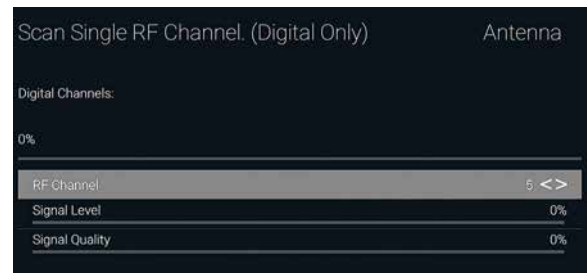 Scan Single RF Channel. (Digital Only) Antenna
Digital Channels:
0%
RF Channel 5 <>
Signal Level 0%
Signal Quality 0%